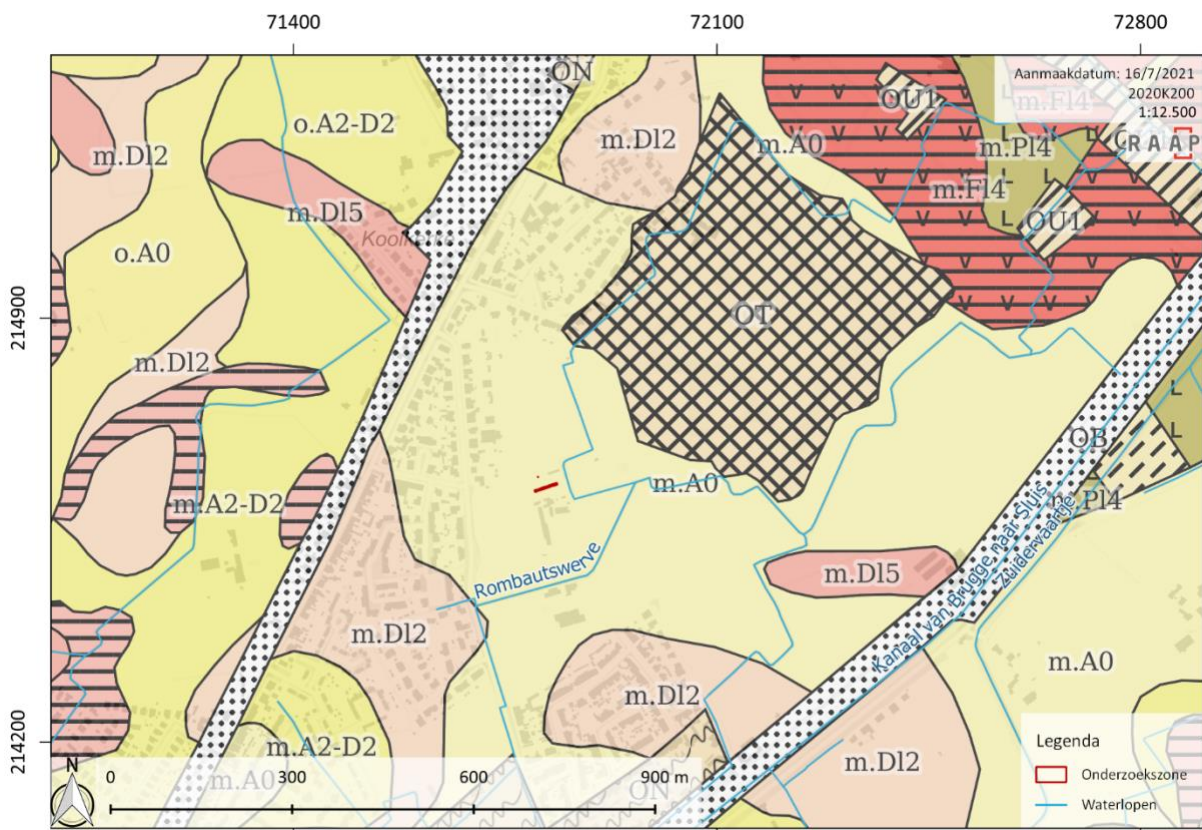 71400
72100
72800
Aanmaakdatum: 16/7/2021
2020K200
1:12.500
RAAP
ON
OU1
m.Fl4
o.A2-D2
m.Dl2
m.Dl2
m.A0
m.Pl4
m.Fl4
m.Dl5
OU1
o.A0
214900
OT
m.Dl2
OB
m.A2-D2
m.A0
m.Pl4
Rombautswerve
m.Dl5
Kanaal van Brugge naar Sluis
Zuidervaartje
m.Dl2
m.A0
m.Dl2
214200
m.A2-D2
m.A0
m.Dl2
ON
N
0 300 600 900 m
Legenda
Onderzoekszone
Waterlopen